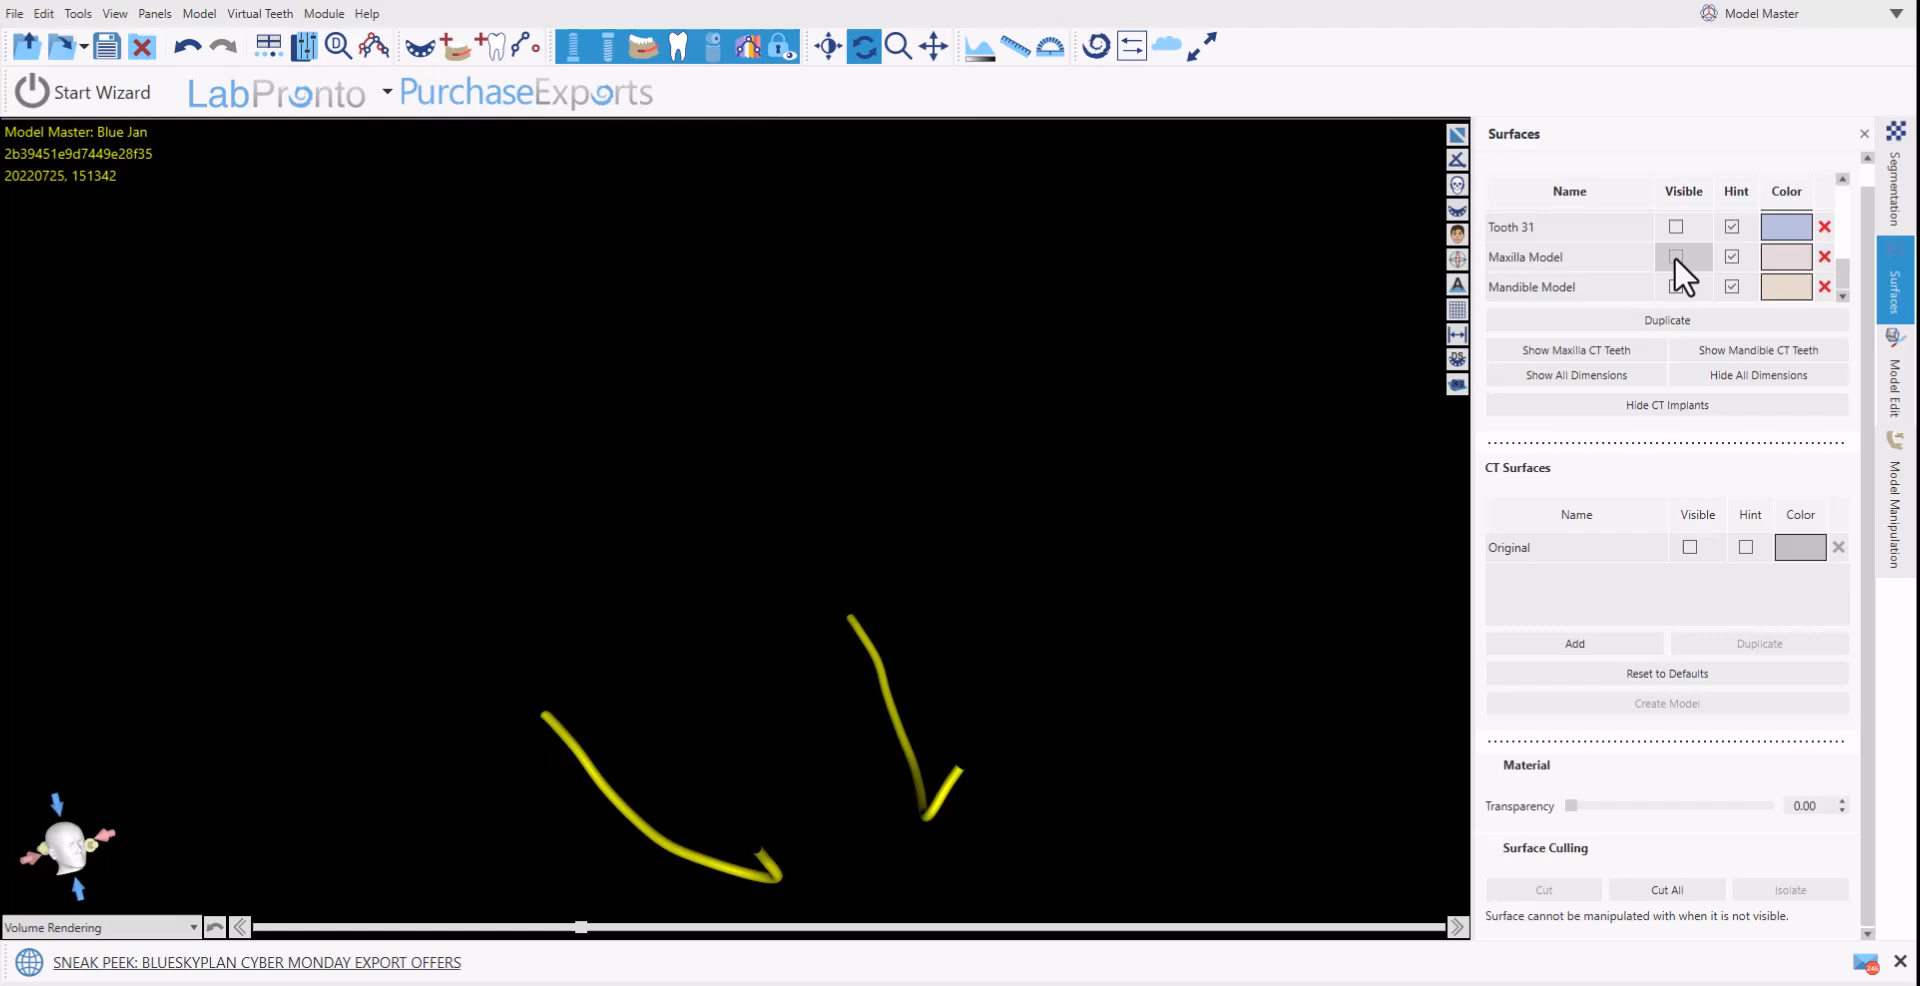 File Edit Tools View Panels Model Virtual Teeth Module Help
Model Master
Start Wizard LabPronto PurchaseExports
Model Master: Blue Jan
2b39451e9d7449e28f35
20220725, 151342
Surfaces
Name Visible Hint Color
Tooth 31
Maxilla Model
Mandible Model
Duplicate
Show Maxilla CT Teeth Show Mandible CT Teeth
Show All Dimensions Hide All Dimensions
Hide CT Implants
CT Surfaces
Name Visible Hint Color
Original
Add Duplicate
Reset to Defaults
Create Model
Material
Transparency 0.00
Surface Culling
Cut Cut All Isolate
Surface cannot be manipulated with when it is not visible.
Segmentation
Surfaces
Model Edit
Model Manipulation
Volume Rendering
SNEAK PEEK: BLUESKYPLAN CYBER MONDAY EXPORT OFFERS